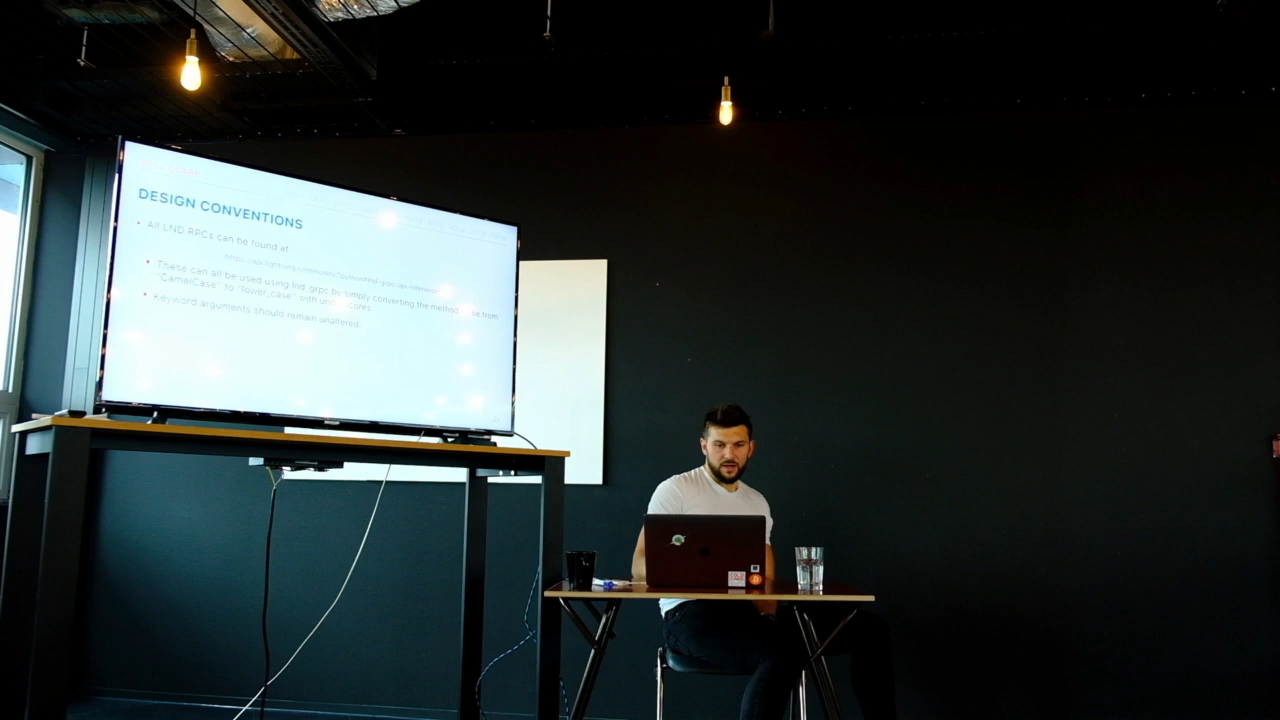 DESIGN CONVENTIONS
All LND RPCs can be found at
These can all be used using lnd_grpc by simply converting the method from
"CamelCase" to "lower_case" with
Keyword arguments should remain unaltered.